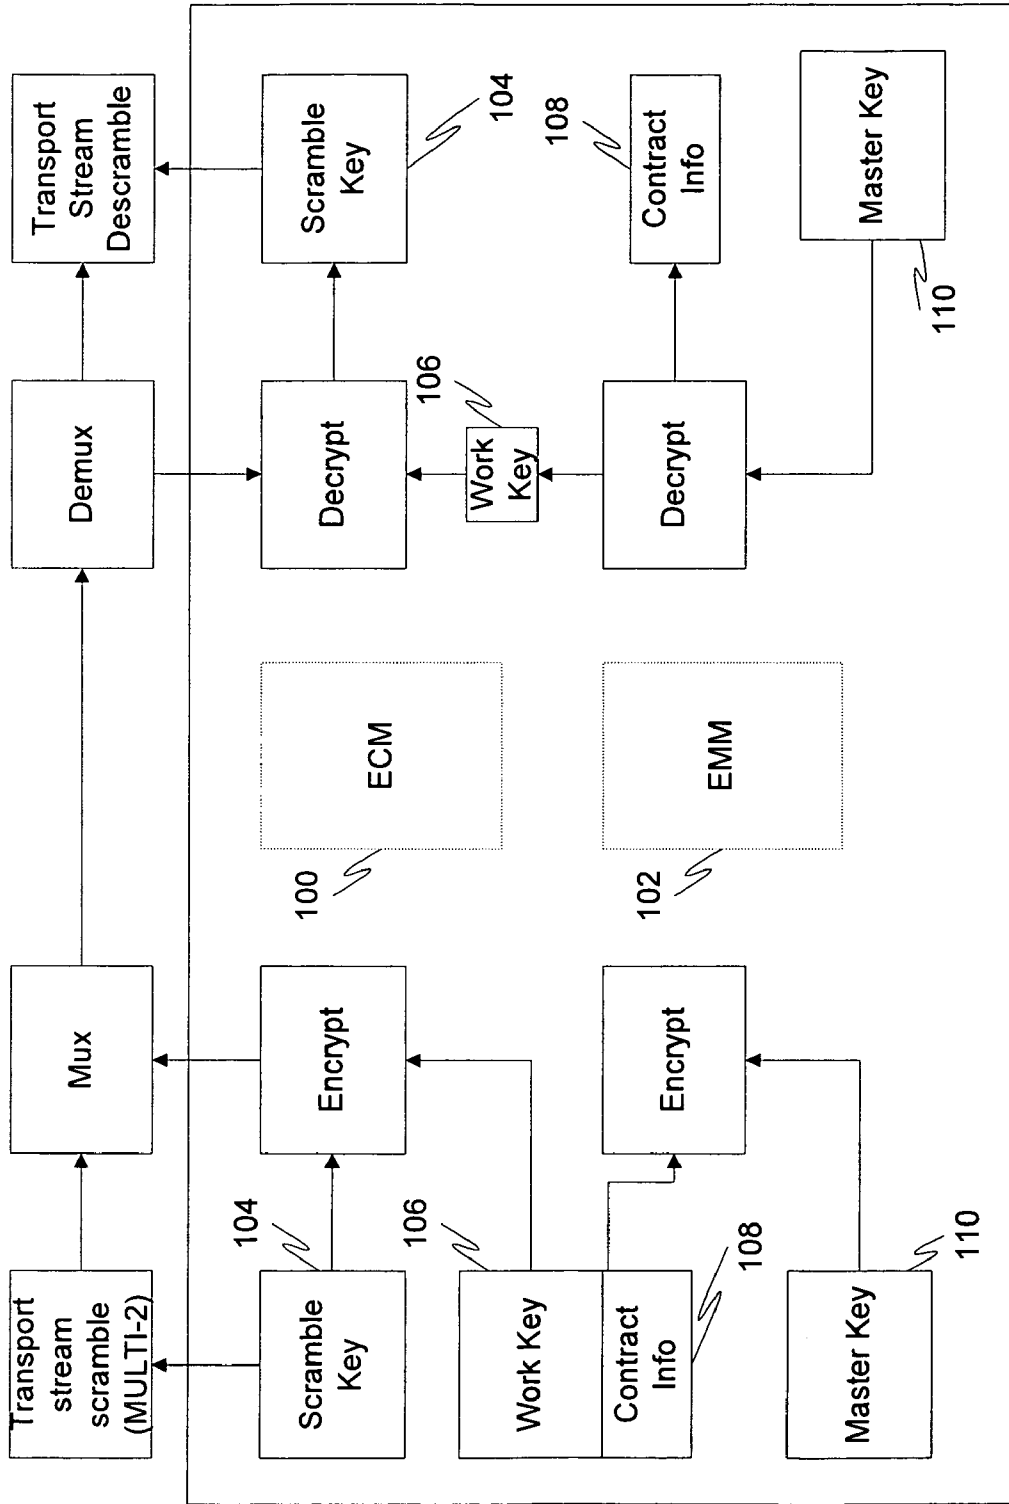 Transport
stream
scramble
(MULTI-2)
Mux
Demux
Transport
Stream
Descramble
Scramble
Key
104
Encrypt
ECM
100
Decrypt
Scramble
Key
104
Work Key
106
Contract
Info
108
Encrypt
EMM
102
Work
Key
106
Decrypt
Contract
Info
108
Master Key
110
Master Key
110